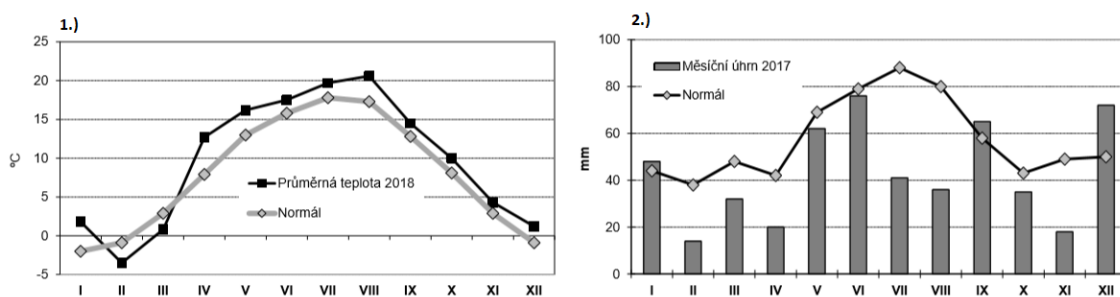 1.)
25
20
15
10
5
0
-5
°C
Průměrná teplota 2018
Normál
I II III IV V VI VII VIII IX X XI XII
2.)
100
80
60
40
20
0
mm
Měsíční úhrn 2017
Normál
I II III IV V VI VII VIII IX X XI XII